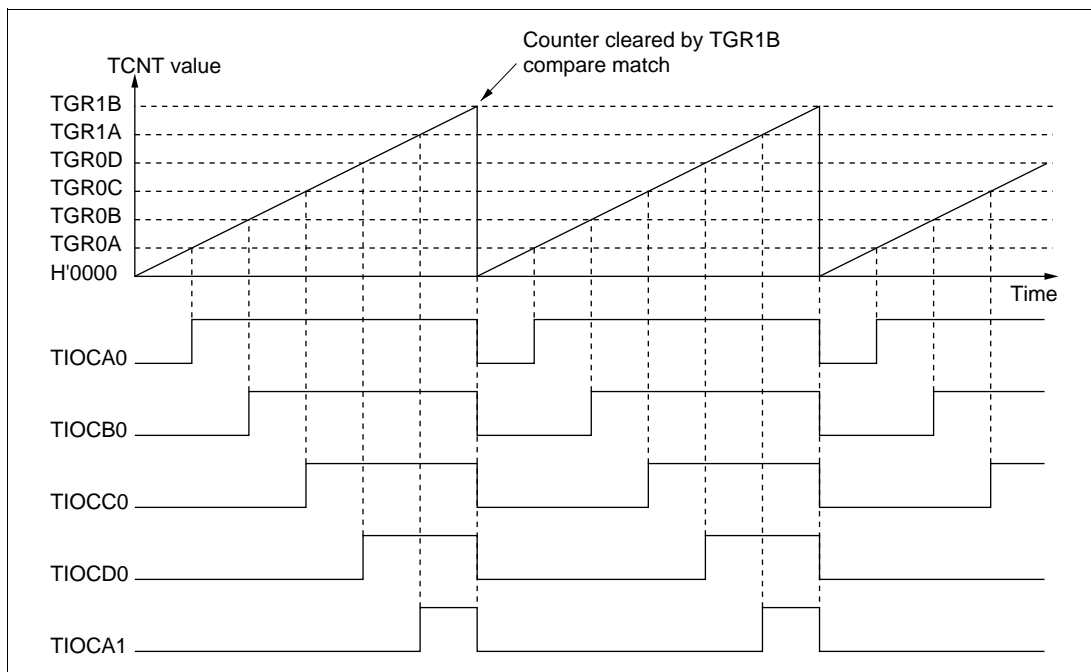 Counter cleared by TGR1B
compare match
TCNT value
TGR1B
TGR1A
TGR0D
TGR0C
TGR0B
TGR0A
H'0000
Time
TIOCA0
TIOCB0
TIOCC0
TIOCD0
TIOCA1